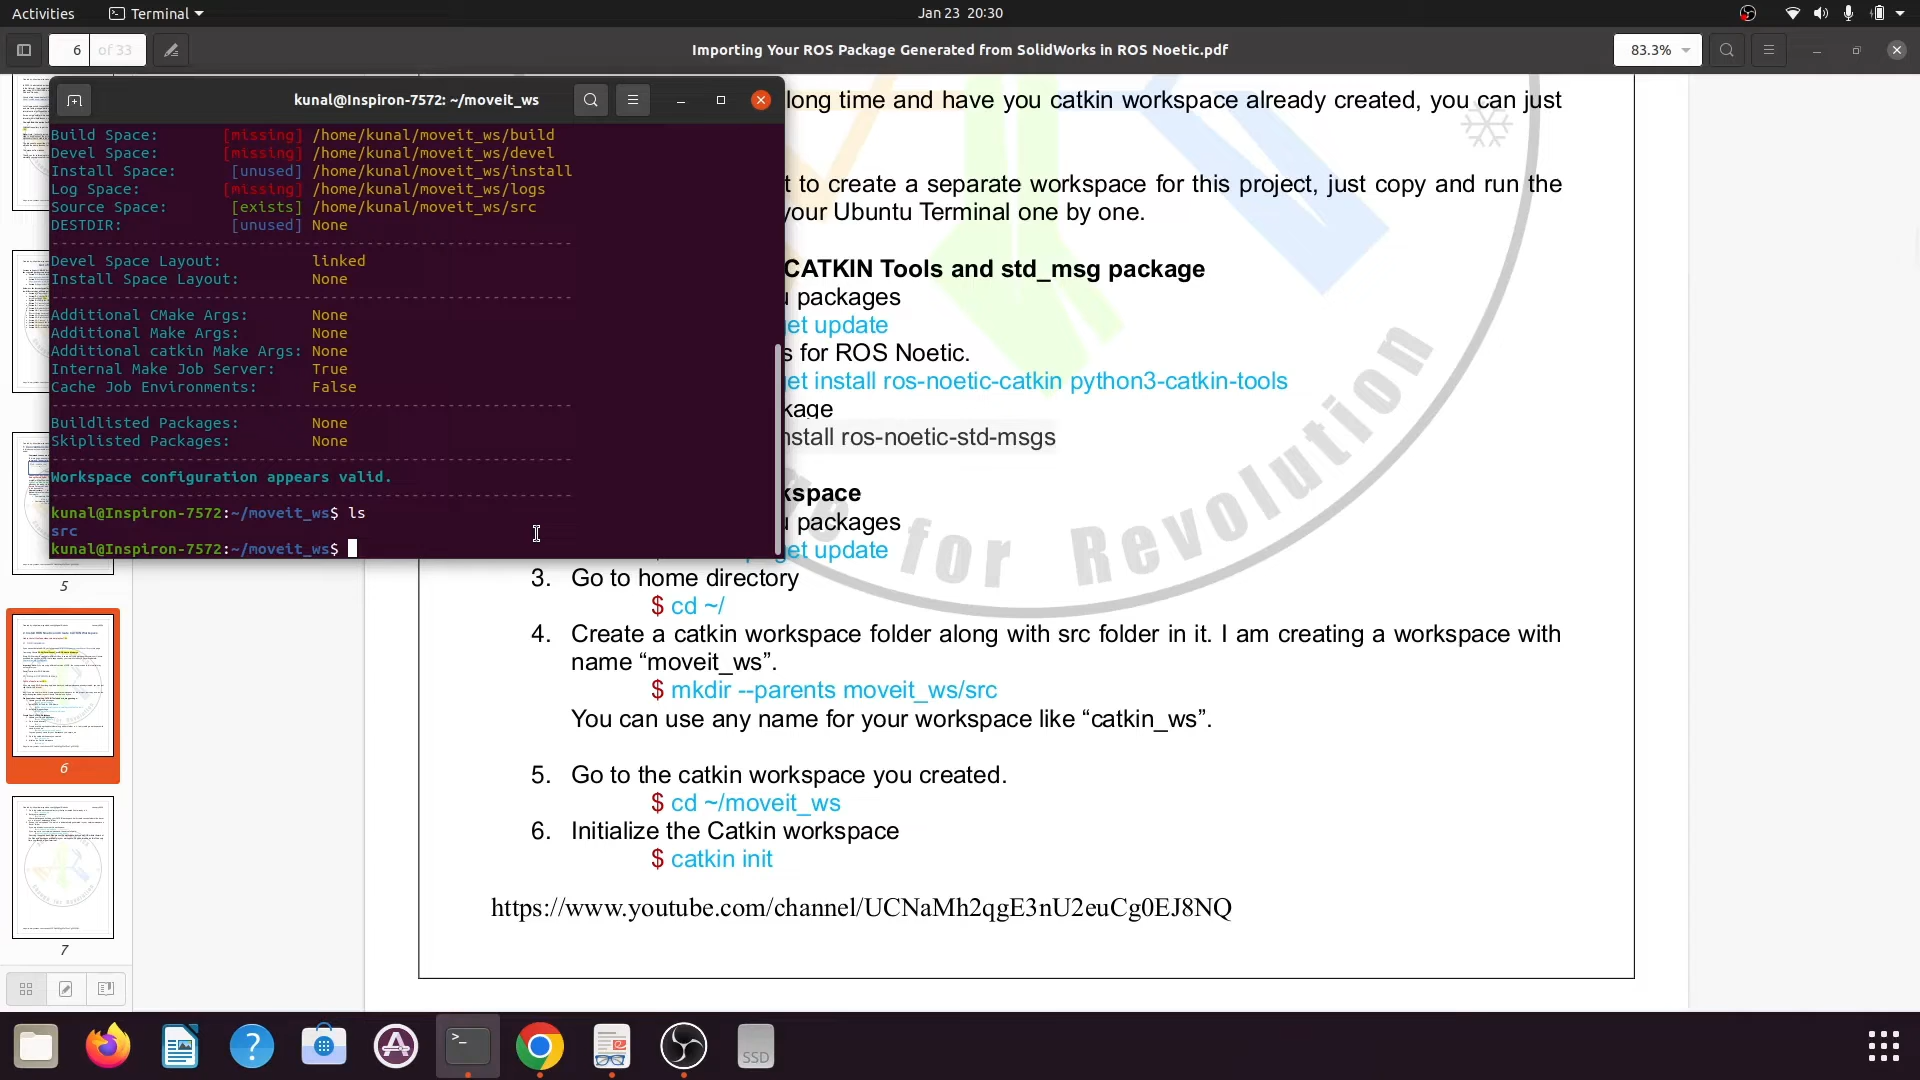 Activities
Terminal
Jan 23 20:30
6 of 33
Importing Your ROS Package Generated from SolidWorks in ROS Noetic.pdf
83.3%
kunal@Inspiron-7572: ~/moveit_ws
Build Space: [missing] /home/kunal/moveit_ws/build
Devel Space: [missing] /home/kunal/moveit_ws/devel
Install Space: [unused] /home/kunal/moveit_ws/install
Log Space: [missing] /home/kunal/moveit_ws/logs
Source Space: [exists] /home/kunal/moveit_ws/src
DESTDIR: [unused] None
Devel Space Layout: linked
Install Space Layout: None
Additional CMake Args: None
Additional Make Args: None
Additional catkin Make Args: None
Internal Make Job Server: True
Cache Job Environments: False
Buildlisted Packages: None
Skiplisted Packages: None
Workspace configuration appears valid.
kunal@Inspiron-7572:~/moveit_ws$ ls
src
kunal@Inspiron-7572:~/moveit_ws$
long time and have you catkin workspace already created, you can just
t to create a separate workspace for this project, just copy and run the
your Ubuntu Terminal one by one.
CATKIN Tools and std_msg package
u packages
get update
s for ROS Noetic.
get install ros-noetic-catkin python3-catkin-tools
kage
nstall ros-noetic-std-msgs
kspace
u packages
get update
3. Go to home directory
$ cd ~/
4. Create a catkin workspace folder along with src folder in it. I am creating a workspace with
name “moveit_ws”.
$ mkdir --parents moveit_ws/src
You can use any name for your workspace like “catkin_ws”.
5. Go to the catkin workspace you created.
$ cd ~/moveit_ws
6. Initialize the Catkin workspace
$ catkin init
https://www.youtube.com/channel/UCNaMh2qgE3nU2euCg0EJ8NQ
for Revolution
5
6
7
SSD